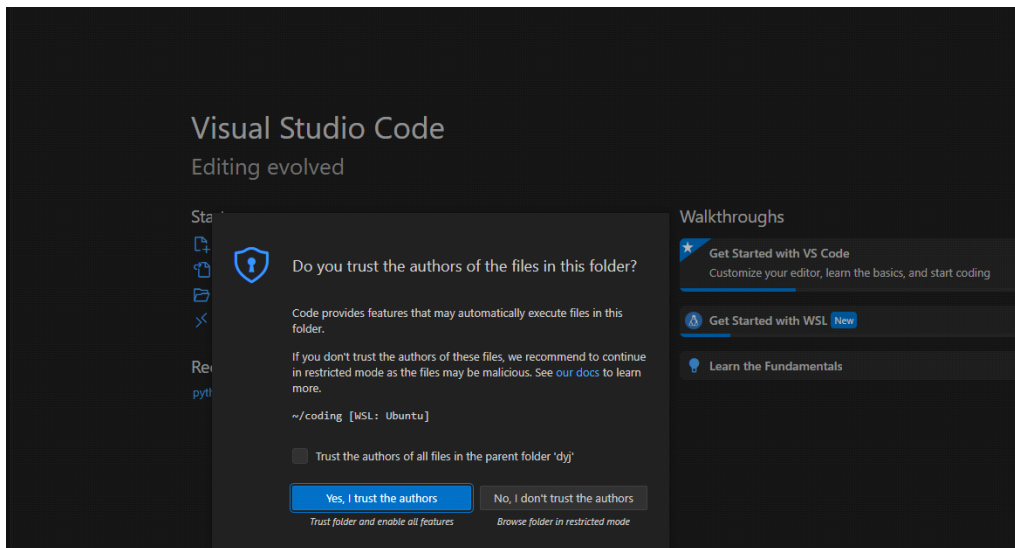 Visual Studio Code
Editing evolved
Walkthroughs
Get Started with VS Code
Customize your editor, learn the basics, and start coding
Get Started with WSL New
Learn the Fundamentals
Do you trust the authors of the files in this folder?
Code provides features that may automatically execute files in this
folder.
If you don't trust the authors of these files, we recommend to continue
in restricted mode as the files may be malicious. See our docs to learn
more.
~/coding [WSL: Ubuntu]
Trust the authors of all files in the parent folder 'dyj'
Yes, I trust the authors
No, I don't trust the authors
Trust folder and enable all features
Browse folder in restricted mode